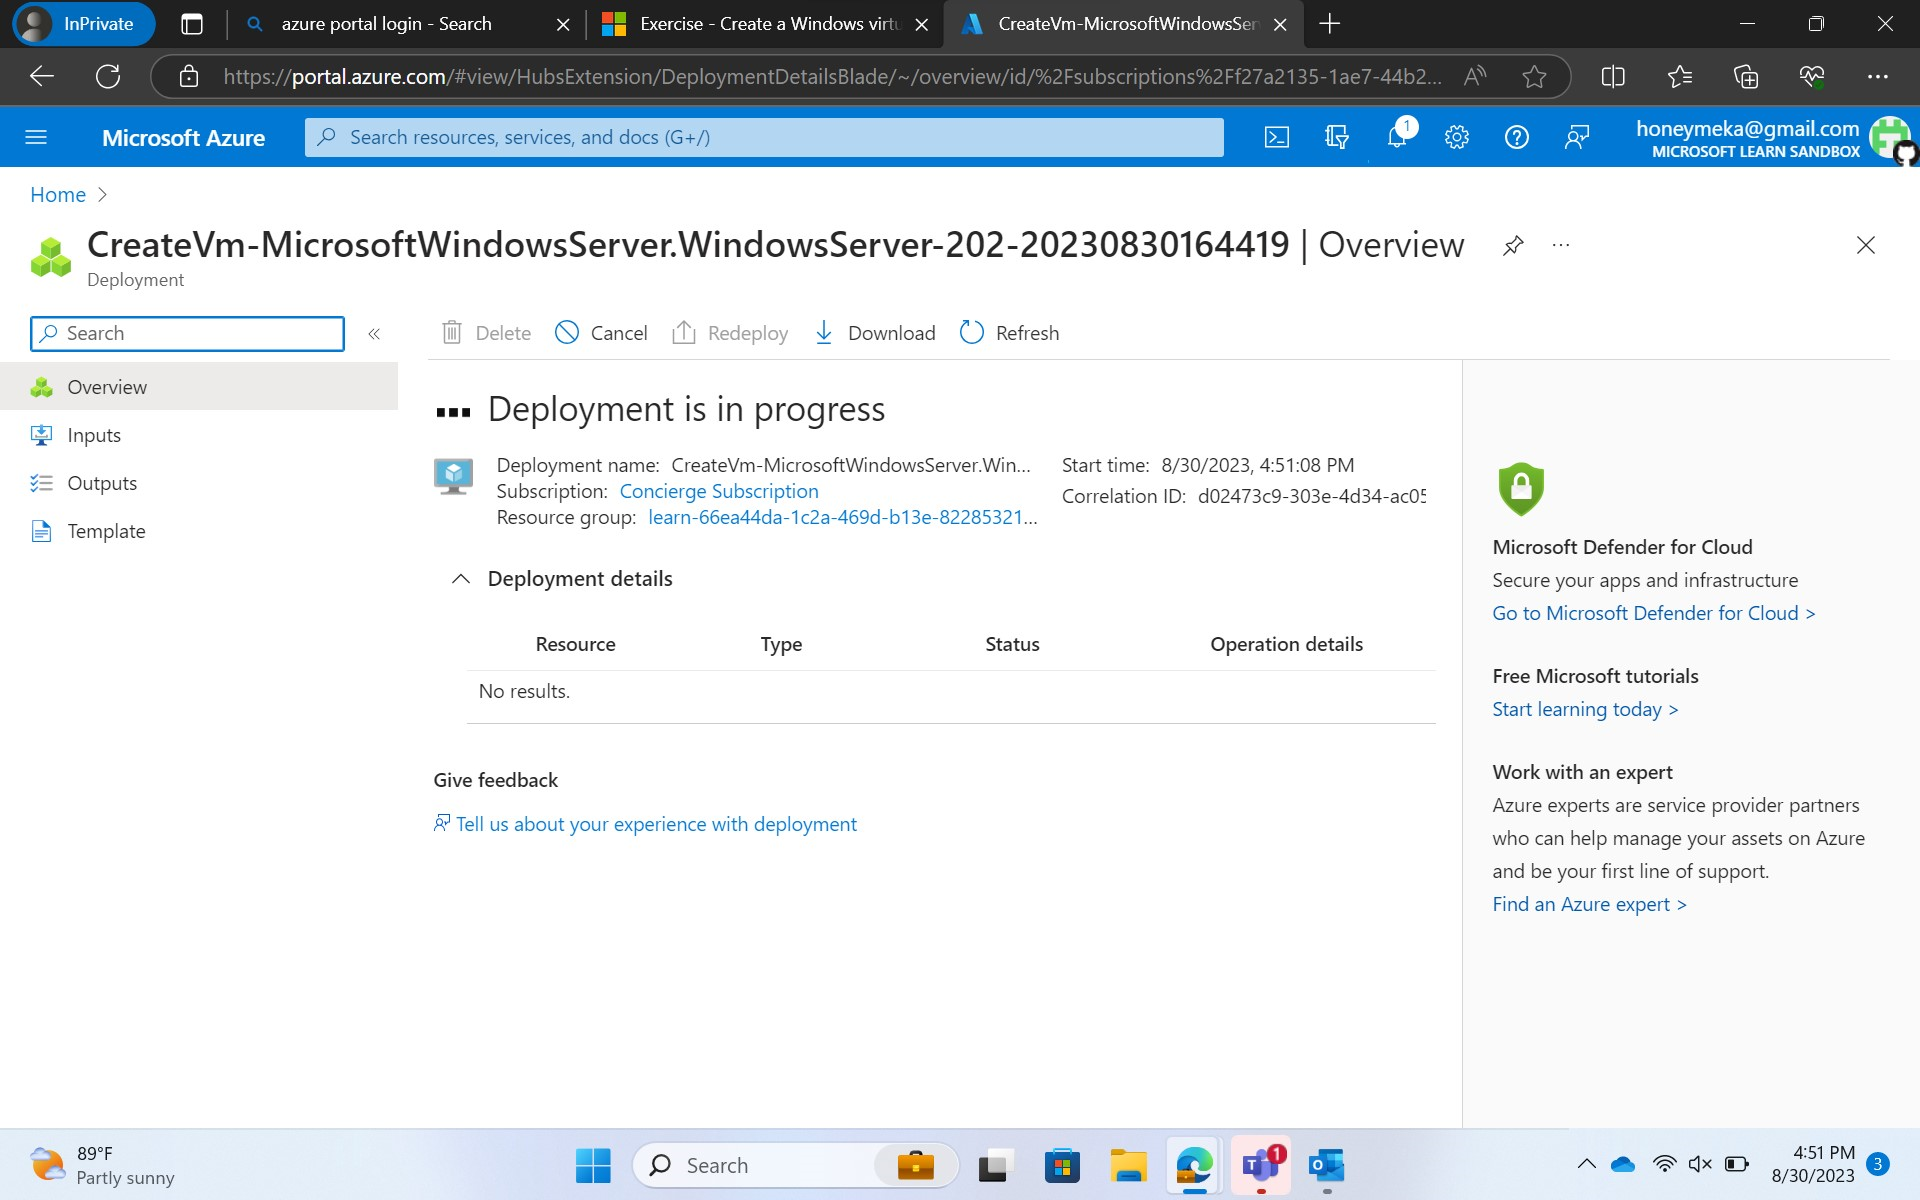 InPrivate
azure portal login - Search
Exercise - Create a Windows virtu
CreateVm-MicrosoftWindowsSer
https://portal.azure.com/#view/HubsExtension/DeploymentDetailsBlade/~/overview/id/%2Fsubscriptions%2Ff27a2135-1ae7-44b2...
Microsoft Azure
Search resources, services, and docs (G+/)
1
honeymeka@gmail.com
MICROSOFT LEARN SANDBOX
Home
CreateVm-MicrosoftWindowsServer.WindowsServer-202-20230830164419 | Overview
Deployment
Search
Delete
Cancel
Redeploy
Download
Refresh
Overview
Inputs
Outputs
Template
Deployment is in progress
Deployment name: CreateVm-MicrosoftWindowsServer.Win...
Subscription: Concierge Subscription
Resource group: learn-66ea44da-1c2a-469d-b13e-82285321...
Start time: 8/30/2023, 4:51:08 PM
Correlation ID: d02473c9-303e-4d34-ac05
Deployment details
Resource Type Status Operation details
No results.
Give feedback
Tell us about your experience with deployment
Microsoft Defender for Cloud
Secure your apps and infrastructure
Go to Microsoft Defender for Cloud >
Free Microsoft tutorials
Start learning today >
Work with an expert
Azure experts are service provider partners
who can help manage your assets on Azure
and be your first line of support.
Find an Azure expert >
89°F
Partly sunny
Search
1
4:51 PM
8/30/2023
3